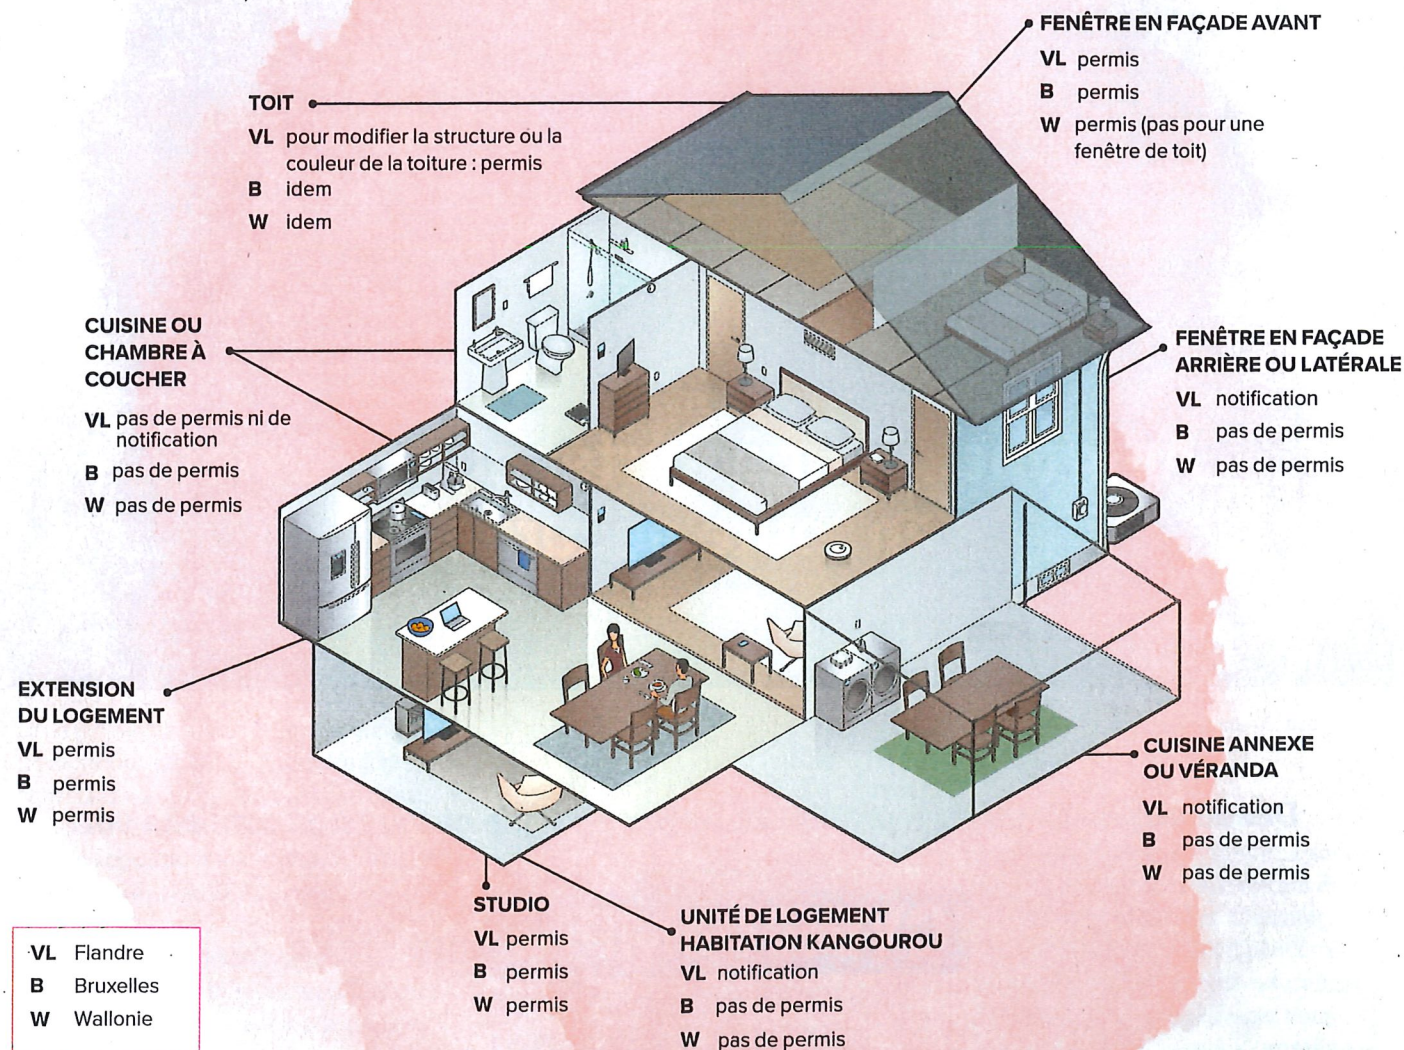 FENÊTRE EN FAÇADE AVANT
VL permis
B permis
W permis (pas pour une
fenêtre de toit)
TOIT
VL pour modifier la structure ou la
couleur de la toiture : permis
B idem
W idem
CUISINE OU
CHAMBRE À
COUCHER
VL pas de permis ni de
notification
B pas de permis
W pas de permis
FENÊTRE EN FAÇADE
ARRIÈRE OU LATÉRALE
VL notification
B pas de permis
W pas de permis
EXTENSION
DU LOGEMENT
VL permis
B permis
W permis
CUISINE ANNEXE
OU VÉRANDA
VL notification
B pas de permis
W pas de permis
STUDIO
VL permis
B permis
W permis
UNITÉ DE LOGEMENT
HABITATION KANGOUROU
VL notification
B pas de permis
W pas de permis
VL Flandre
B Bruxelles
W Wallonie